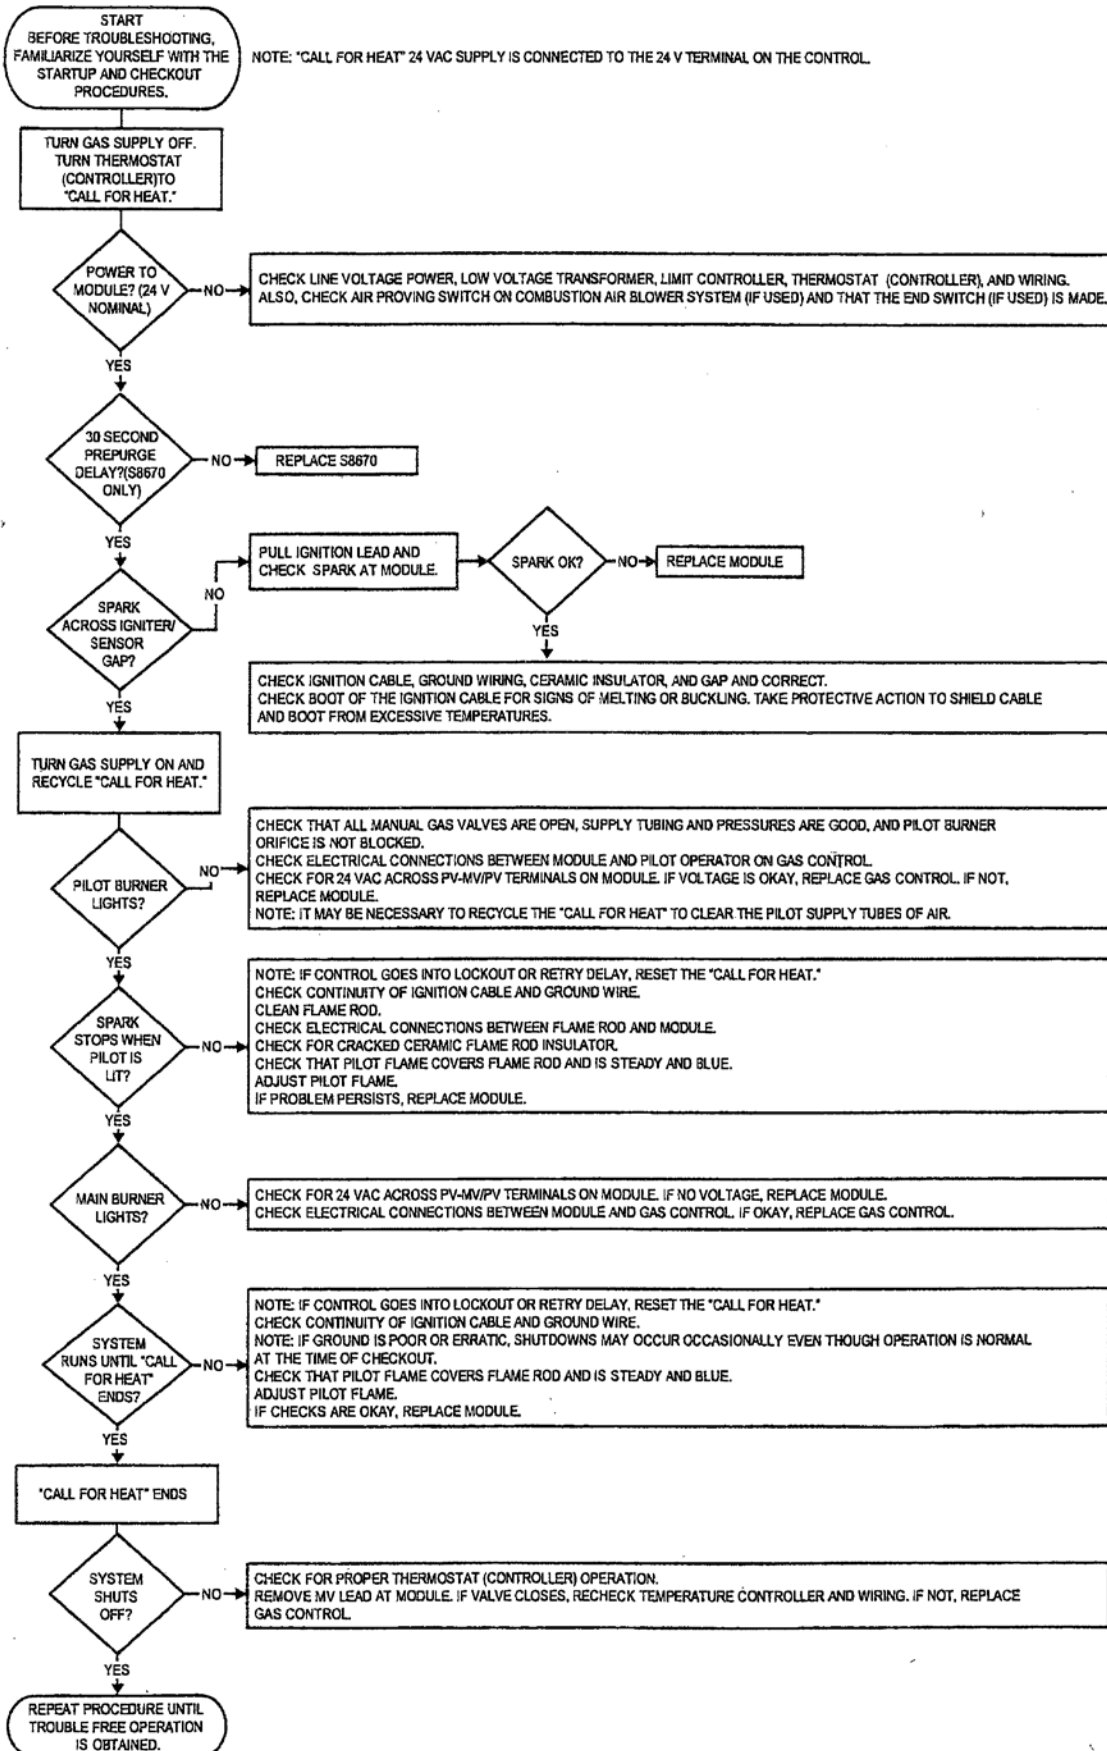 START
BEFORE TROUBLESHOOTING,
FAMILIARIZE YOURSELF WITH THE
STARTUP AND CHECKOUT
PROCEDURES.
NOTE: "CALL FOR HEAT" 24 VAC SUPPLY IS CONNECTED TO THE 24 V TERMINAL ON THE CONTROL.
TURN GAS SUPPLY OFF.
TURN THERMOSTAT
(CONTROLLER)TO
"CALL FOR HEAT."
POWER TO
MODULE? (24 V
NOMINAL)
NO
CHECK LINE VOLTAGE POWER, LOW VOLTAGE TRANSFORMER, LIMIT CONTROLLER, THERMOSTAT (CONTROLLER), AND WIRING.
ALSO, CHECK AIR PROVING SWITCH ON COMBUSTION AIR BLOWER SYSTEM (IF USED) AND THAT THE END SWITCH (IF USED) IS MADE.
YES
30 SECOND
PREPURGE
DELAY?(S8670
ONLY)
NO
REPLACE S8670
YES
SPARK
ACROSS IGNITER/
SENSOR
GAP?
NO
PULL IGNITION LEAD AND
CHECK SPARK AT MODULE.
SPARK OK?
NO
REPLACE MODULE
YES
CHECK IGNITION CABLE, GROUND WIRING, CERAMIC INSULATOR, AND GAP AND CORRECT.
CHECK BOOT OF THE IGNITION CABLE FOR SIGNS OF MELTING OR BUCKLING. TAKE PROTECTIVE ACTION TO SHIELD CABLE
AND BOOT FROM EXCESSIVE TEMPERATURES.
YES
TURN GAS SUPPLY ON AND
RECYCLE "CALL FOR HEAT."
PILOT BURNER
LIGHTS?
NO
CHECK THAT ALL MANUAL GAS VALVES ARE OPEN, SUPPLY TUBING AND PRESSURES ARE GOOD, AND PILOT BURNER
ORIFICE IS NOT BLOCKED.
CHECK ELECTRICAL CONNECTIONS BETWEEN MODULE AND PILOT OPERATOR ON GAS CONTROL.
CHECK FOR 24 VAC ACROSS PV-MV/PV TERMINALS ON MODULE. IF VOLTAGE IS OKAY, REPLACE GAS CONTROL. IF NOT,
REPLACE MODULE.
NOTE: IT MAY BE NECESSARY TO RECYCLE THE "CALL FOR HEAT" TO CLEAR THE PILOT SUPPLY TUBES OF AIR.
YES
SPARK
STOPS WHEN
PILOT IS
LIT?
NO
NOTE: IF CONTROL GOES INTO LOCKOUT OR RETRY DELAY, RESET THE "CALL FOR HEAT."
CHECK CONTINUITY OF IGNITION CABLE AND GROUND WIRE.
CLEAN FLAME ROD.
CHECK ELECTRICAL CONNECTIONS BETWEEN FLAME ROD AND MODULE.
CHECK FOR CRACKED CERAMIC FLAME ROD INSULATOR.
CHECK THAT PILOT FLAME COVERS FLAME ROD AND IS STEADY AND BLUE.
ADJUST PILOT FLAME.
IF PROBLEM PERSISTS, REPLACE MODULE.
YES
MAIN BURNER
LIGHTS?
NO
CHECK FOR 24 VAC ACROSS PV-MV/PV TERMINALS ON MODULE. IF NO VOLTAGE, REPLACE MODULE.
CHECK ELECTRICAL CONNECTIONS BETWEEN MODULE AND GAS CONTROL. IF OKAY, REPLACE GAS CONTROL.
YES
SYSTEM
RUNS UNTIL "CALL
FOR HEAT"
ENDS?
NO
NOTE: IF CONTROL GOES INTO LOCKOUT OR RETRY DELAY, RESET THE "CALL FOR HEAT."
CHECK CONTINUITY OF IGNITION CABLE AND GROUND WIRE.
NOTE: IF GROUND IS POOR OR ERRATIC, SHUTDOWNS MAY OCCUR OCCASIONALLY EVEN THOUGH OPERATION IS NORMAL
AT THE TIME OF CHECKOUT.
CHECK THAT PILOT FLAME COVERS FLAME ROD AND IS STEADY AND BLUE.
ADJUST PILOT FLAME.
IF CHECKS ARE OKAY, REPLACE MODULE.
YES
"CALL FOR HEAT" ENDS
SYSTEM
SHUTS
OFF?
NO
CHECK FOR PROPER THERMOSTAT (CONTROLLER) OPERATION.
REMOVE MV LEAD AT MODULE. IF VALVE CLOSES, RECHECK TEMPERATURE CONTROLLER AND WIRING. IF NOT, REPLACE
GAS CONTROL.
YES
REPEAT PROCEDURE UNTIL
TROUBLE FREE OPERATION
IS OBTAINED.